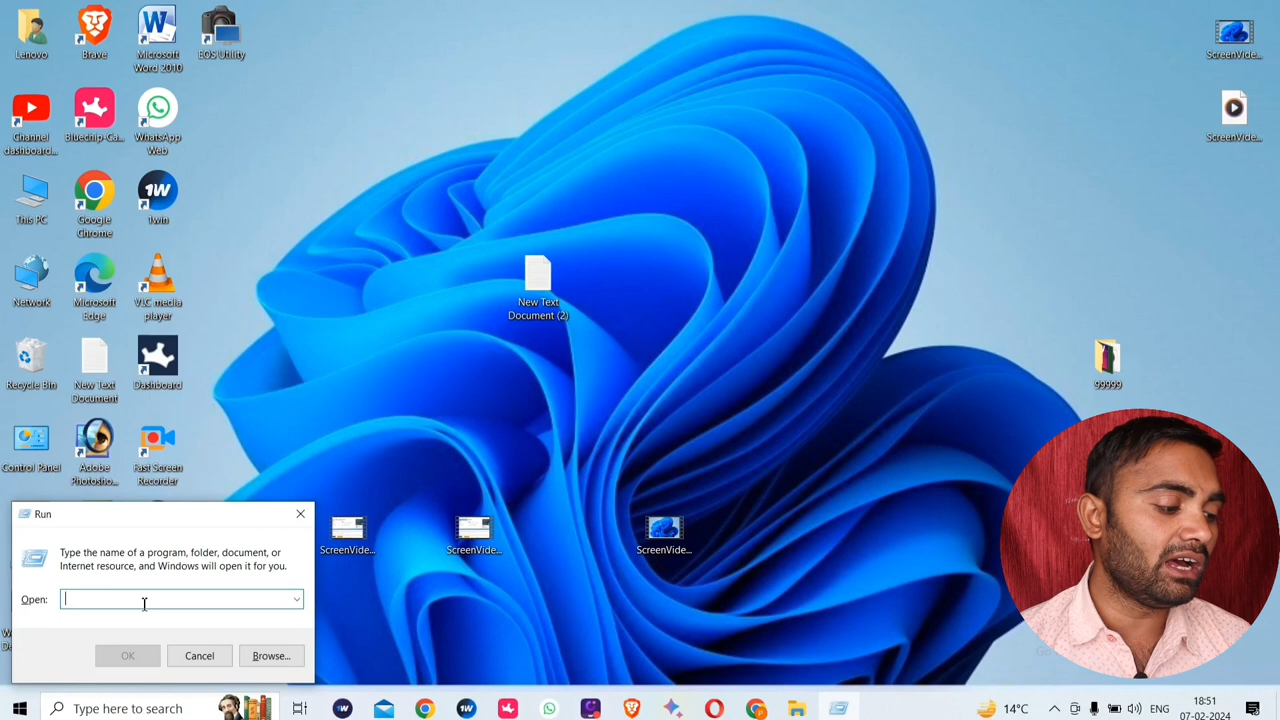 Lenovo
Brave
Microsoft
Word 2010
EOS Utility
ScreenVide...
Channel
dashboard...
Bluechip-Ca...
WhatsApp
Web
ScreenVide...
This PC
Google
Chrome
1W
1win
Network
Microsoft
Edge
VLC media
player
New Text
Document (2)
Recycle Bin
New Text
Document
Dashboard
99999
Control Panel
Adobe
Photosho...
Fast Screen
Recorder
Run
Type the name of a program, folder, document, or
Internet resource, and Windows will open it for you.
Open:
OK
Cancel
Browse...
ScreenVide...
ScreenVide...
ScreenVide...
Type here to search
1W
1W
14°C
ENG
18:51
07-02-2024